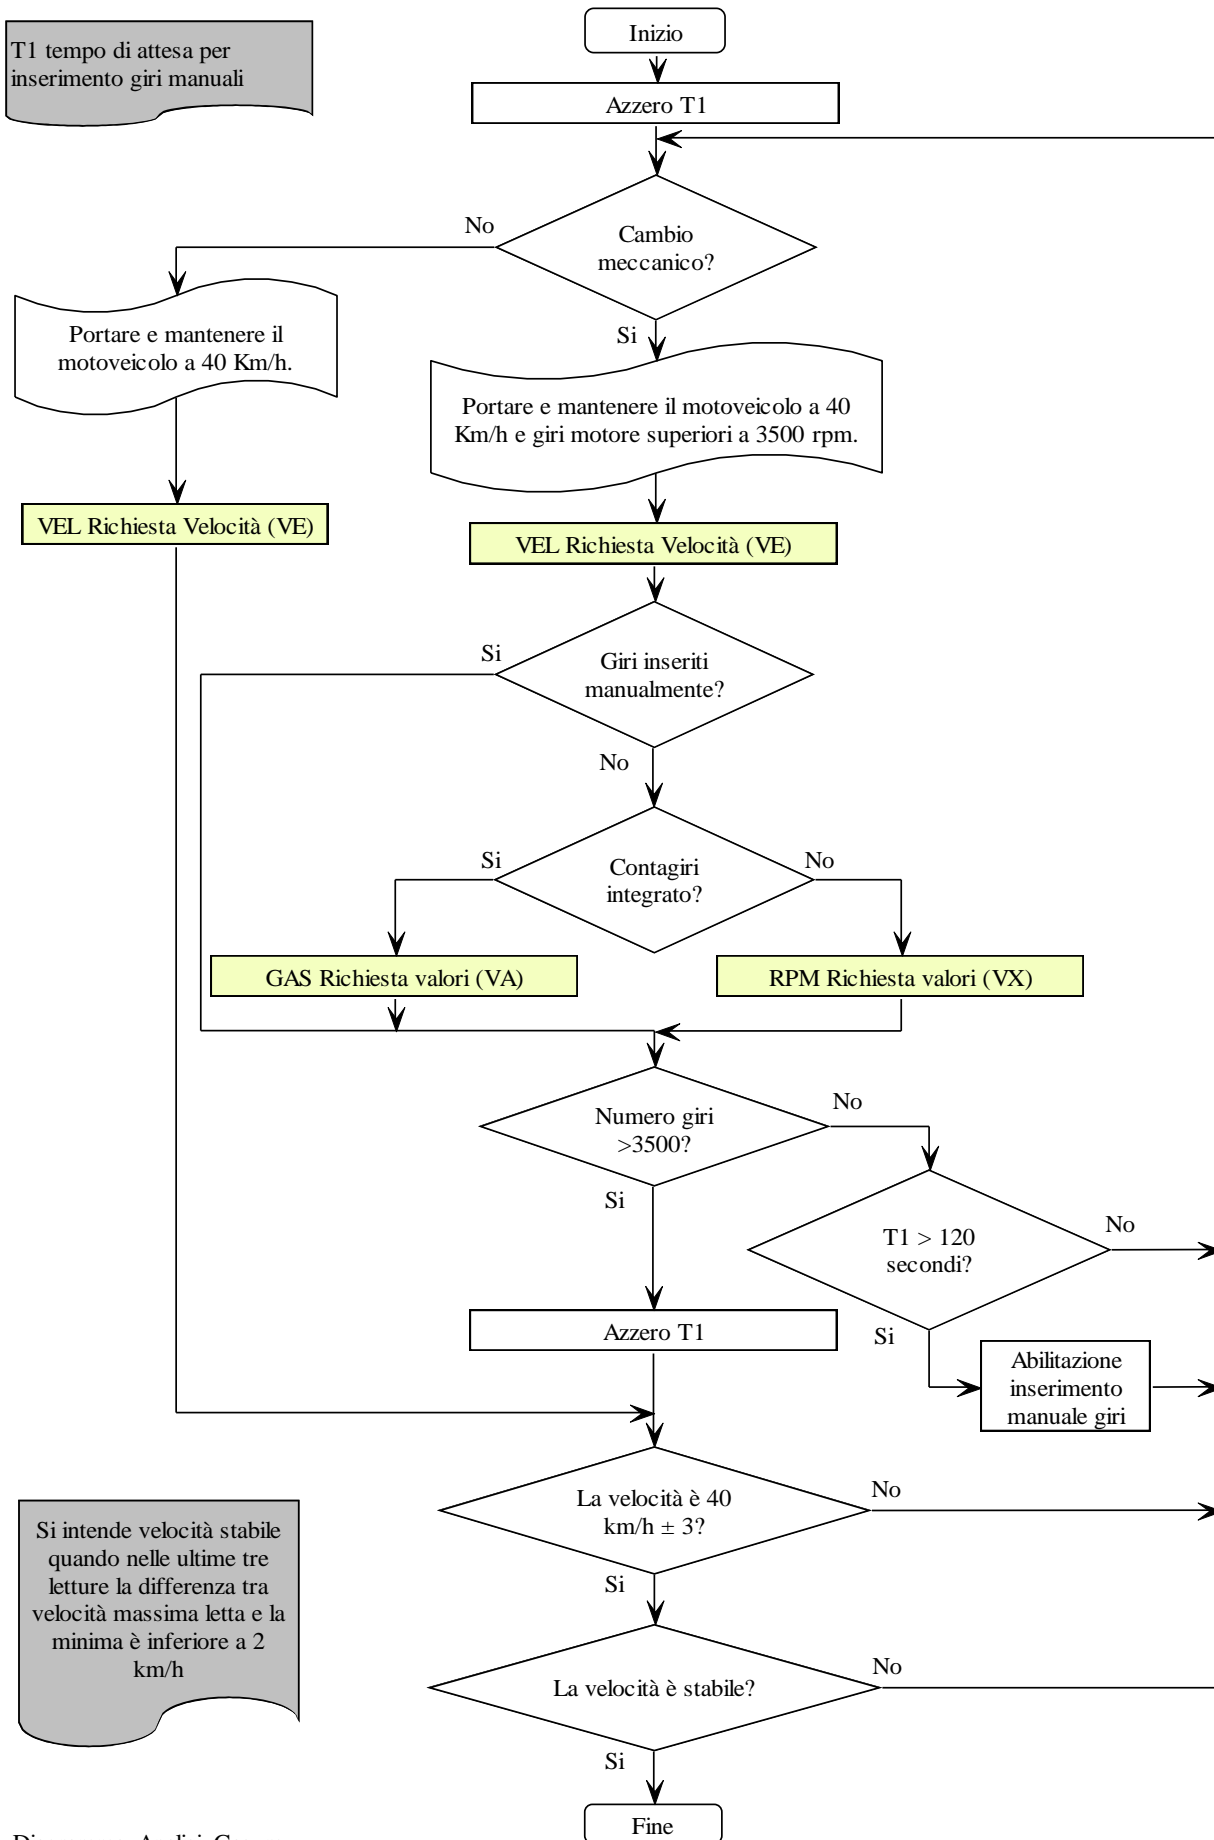 T1 tempo di attesa per
inserimento giri manuali
Inizio
Azzero T1
Cambio
meccanico?
No
Si
Portare e mantenere il
motoveicolo a 40 Km/h.
Portare e mantenere il motoveicolo a 40
Km/h e giri motore superiori a 3500 rpm.
VEL Richiesta Velocità (VE)
VEL Richiesta Velocità (VE)
Giri inseriti
manualmente?
Si
No
Contagiri
integrato?
Si
No
GAS Richiesta valori (VA)
RPM Richiesta valori (VX)
Numero giri
>3500?
No
Si
T1 > 120
secondi?
No
Si
Azzero T1
Abilitazione
inserimento
manuale giri
La velocità è 40
km/h ± 3?
No
Si
Si intende velocità stabile
quando nelle ultime tre
letture la differenza tra
velocità massima letta e la
minima è inferiore a 2
km/h
La velocità è stabile?
No
Si
Fine